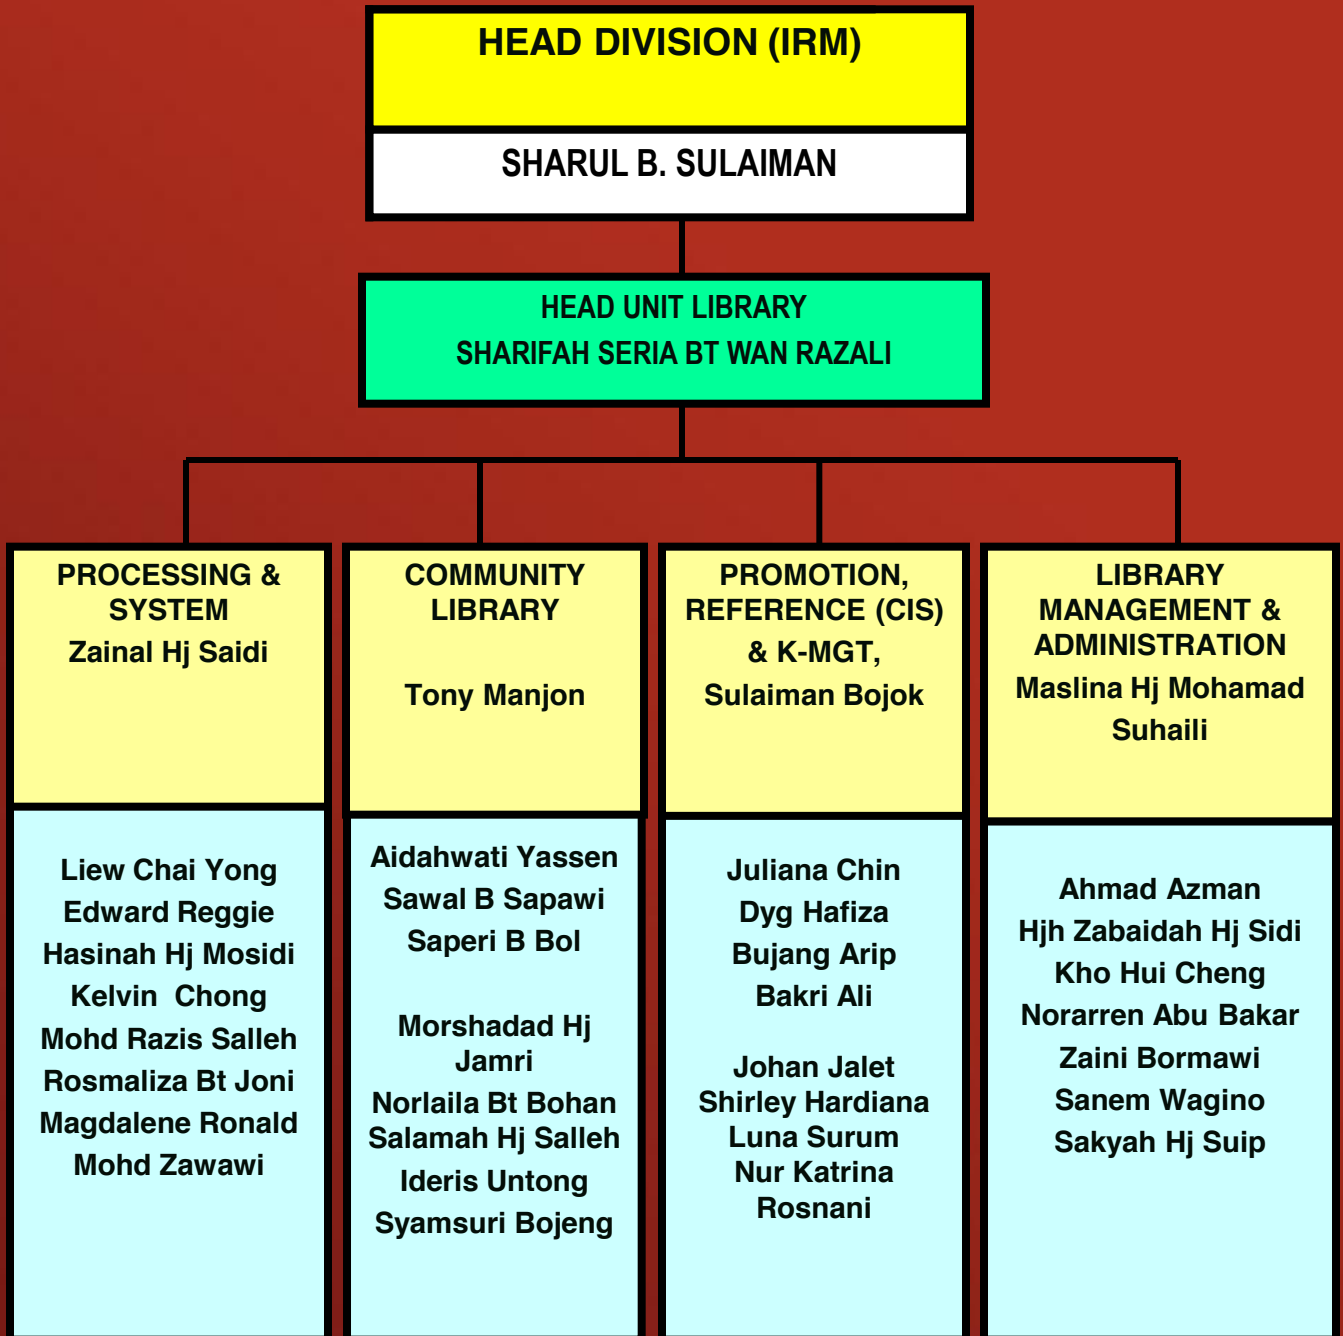 HEAD DIVISION (IRM)
SHARUL B. SULAIMAN
HEAD UNIT LIBRARY
SHARIFAH SERIA BT WAN RAZALI
PROCESSING &
SYSTEM
Zainal Hj Saidi
COMMUNITY
LIBRARY
Tony Manjon
PROMOTION,
REFERENCE (CIS)
& K-MGT,
Sulaiman Bojok
LIBRARY
MANAGEMENT &
ADMINISTRATION
Maslina Hj Mohamad
Suhaili
Liew Chai Yong
Edward Reggie
Hasinah Hj Mosidi
Kelvin Chong
Mohd Razis Salleh
Rosmaliza Bt Joni
Magdalene Ronald
Mohd Zawawi
Aidahwati Yassen
Sawal B Sapawi
Saperi B Bol
Morshadad Hj
Jamri
Norlaila Bt Bohan
Salamah Hj Salleh
Ideris Untong
Syamsuri Bojeng
Juliana Chin
Dyg Hafiza
Bujang Arip
Bakri Ali
Johan Jalet
Shirley Hardiana
Luna Surum
Nur Katrina
Rosnani
Ahmad Azman
Hjh Zabaidah Hj Sidi
Kho Hui Cheng
Norarren Abu Bakar
Zaini Bormawi
Sanem Wagino
Sakyah Hj Suip